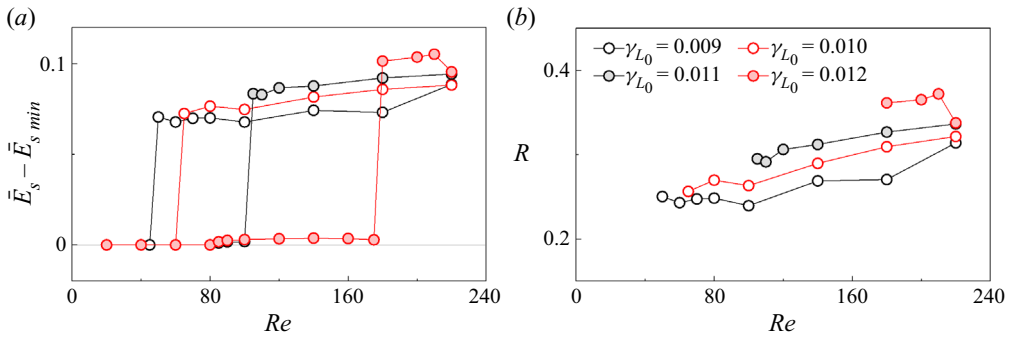 (a)
0.1
0
Ē_s − Ē_s min
0 80 160 240
Re
(b)
γ_L₀ = 0.009 γ_L₀ = 0.010
γ_L₀ = 0.011 γ_L₀ = 0.012
0.4
R
0.2
0 80 160 240
Re